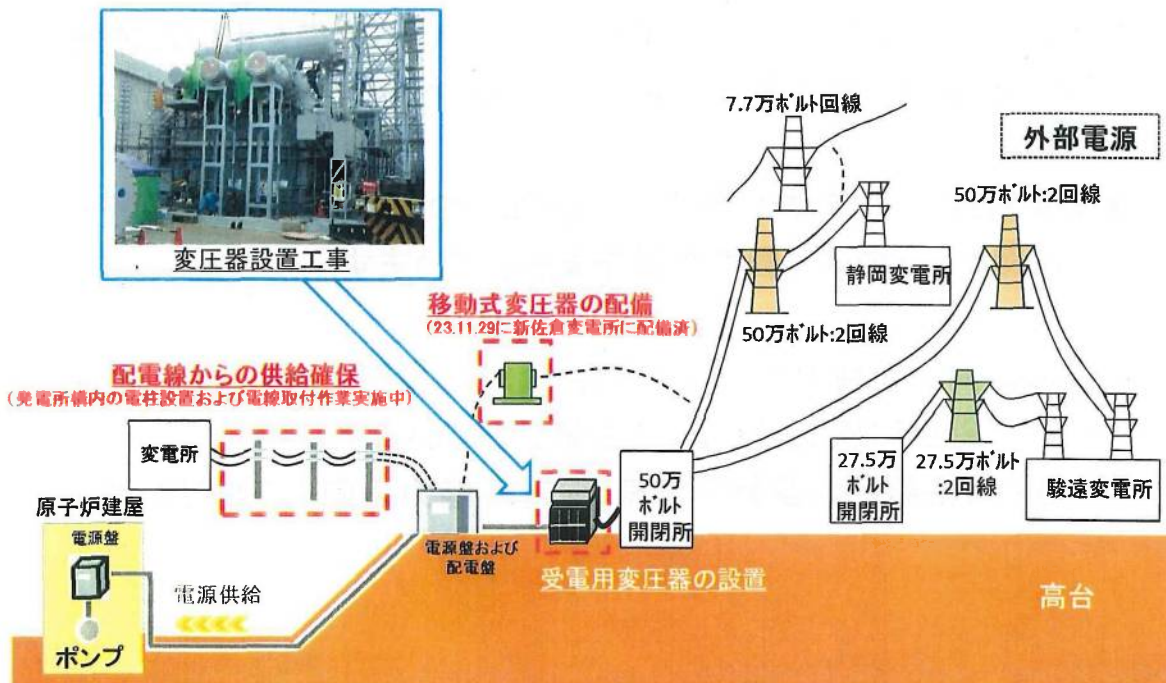 7.7万ボルト回線
外部電源
50万ボルト:2回線
変圧器設置工事
静岡変電所
移動式変圧器の配備
(23.11.29に新佐倉変電所に配備済)
50万ボルト:2回線
配電線からの供給確保
(発電所構内の電柱設置および電線取付作業実施中)
変電所
50万
ボルト
開閉所
27.5万
ボルト
開閉所
27.5万ボルト
:2回線
駿遠変電所
原子炉建屋
電源盤
電源盤および
配電盤
受電用変圧器の設置
高台
電源供給
ポンプ